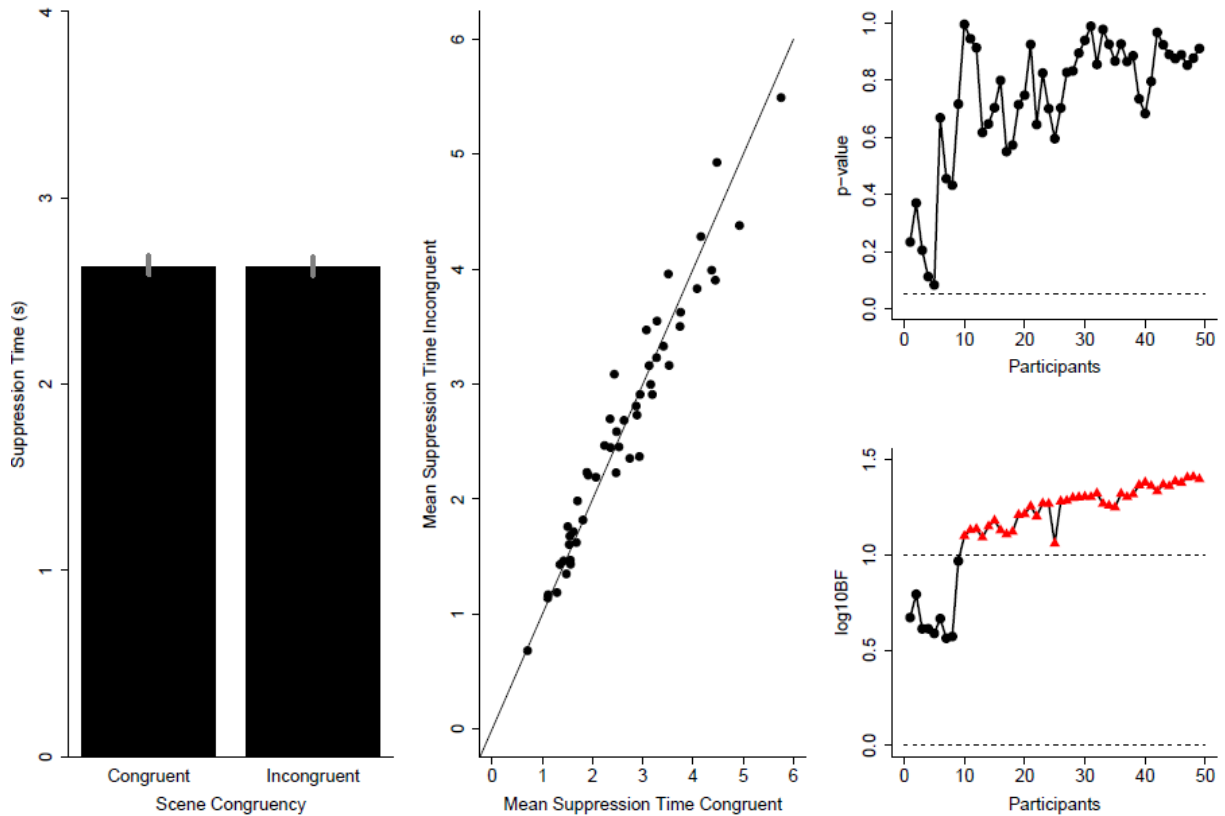 4
3
2
1
0
Suppression Time (s)
Congruent
Incongruent
Scene Congruency
6
5
4
3
2
1
0
Mean Suppression Time Incongruent
0 1 2 3 4 5 6
Mean Suppression Time Congruent
1.0
0.8
0.6
0.4
0.2
0.0
p-value
0 10 20 30 40 50
Participants
1.5
1.0
0.5
0.0
log10BF
0 10 20 30 40 50
Participants